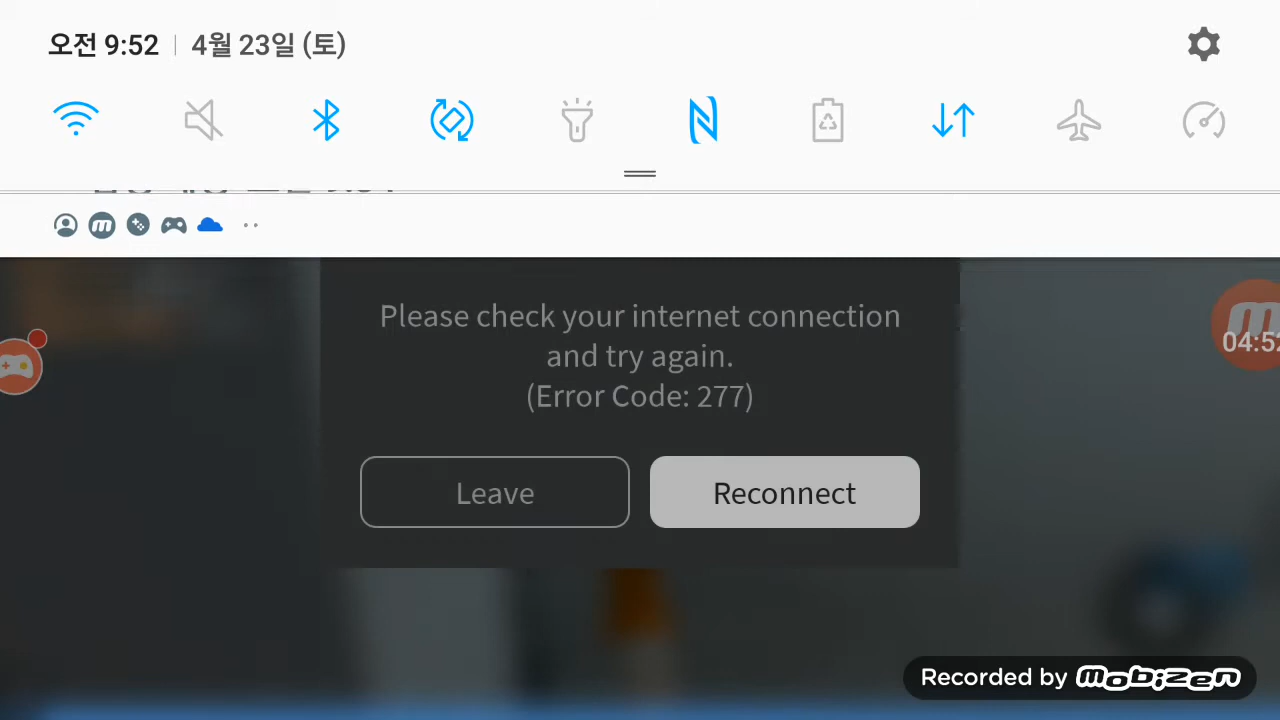 오전 9:52 4월 23일 (토)
Please check your internet connection
and try again.
(Error Code: 277)
04:52
Leave Reconnect
Recorded by mobizen